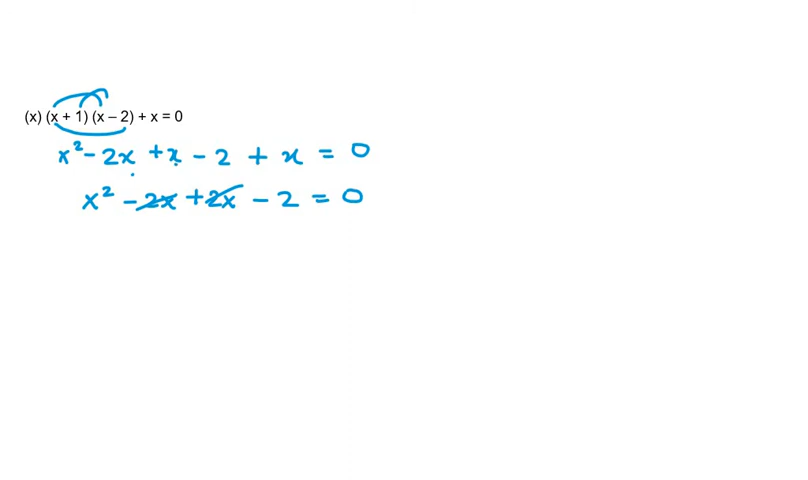 (x) (x + 1) (x – 2) + x = 0
x² - 2x + x - 2 + x = 0
x² - 2x + 2x - 2 = 0